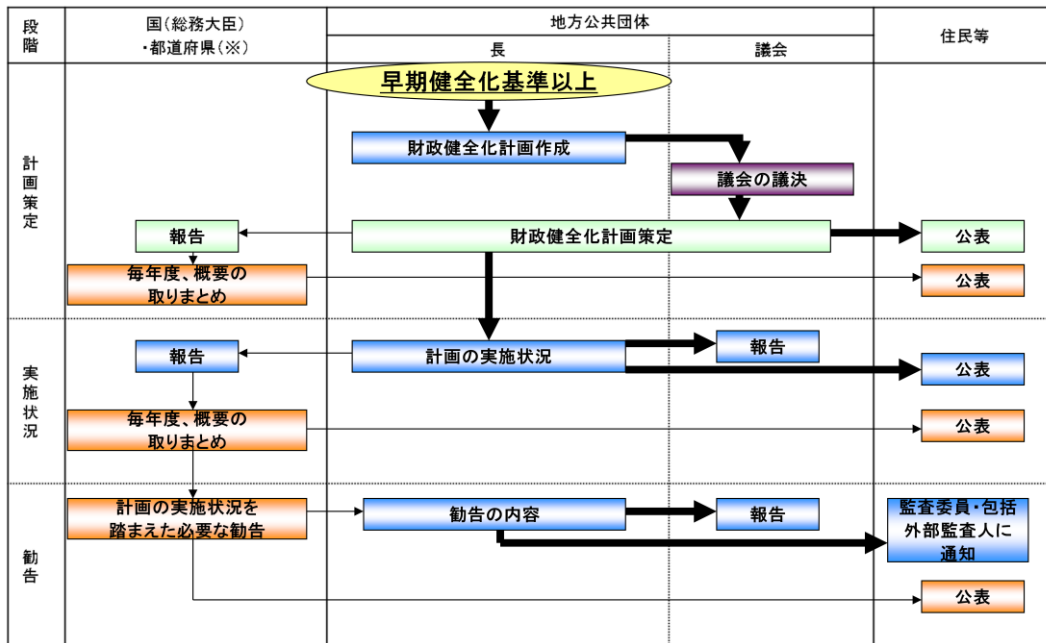 段階
国(総務大臣)
・都道府県(※)
地方公共団体
長
議会
住民等
計画策定
早期健全化基準以上
財政健全化計画作成
議会の議決
報告
財政健全化計画策定
公表
毎年度、概要の
取りまとめ
公表
実施状況
報告
計画の実施状況
報告
公表
毎年度、概要の
取りまとめ
公表
勧告
計画の実施状況を
踏まえた必要な勧告
勧告の内容
報告
監査委員・包括
外部監査人に
通知
公表